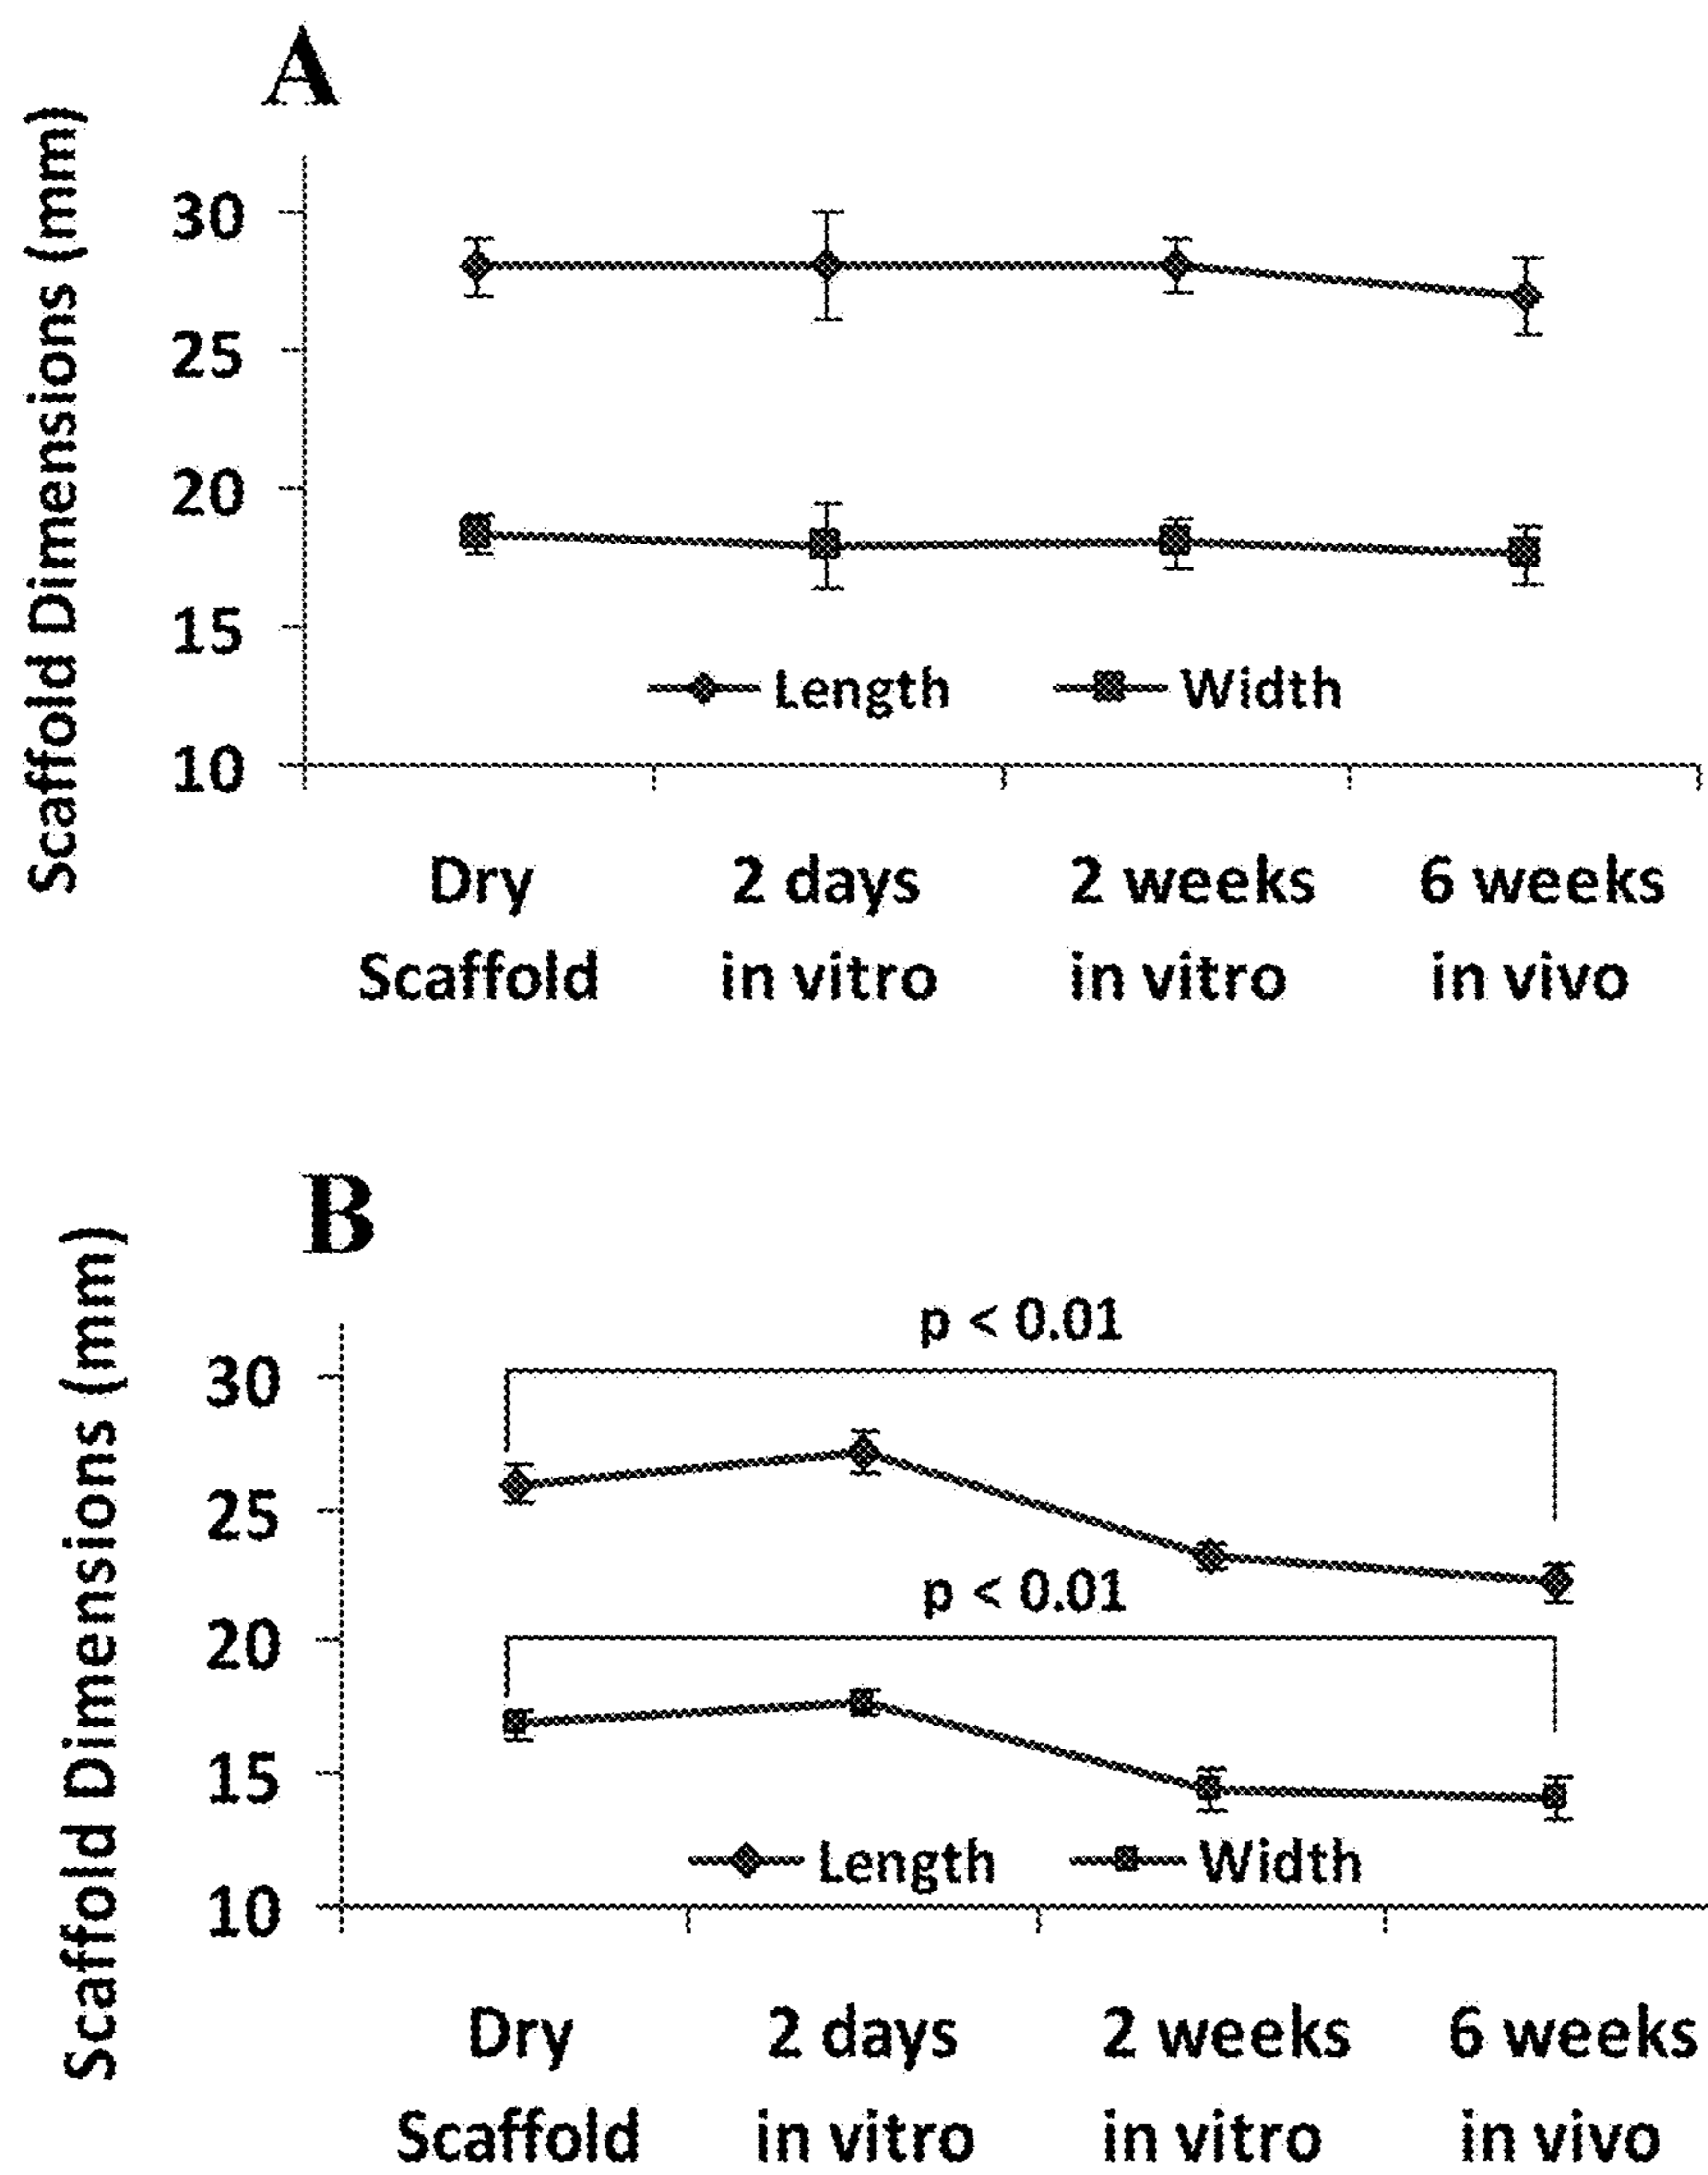 A
Scaffold Dimensions (mm)
30
25
20
15
10
Length Width
Dry 2 days 2 weeks 6 weeks
Scaffold in vitro in vitro in vivo
B
Scaffold Dimensions (mm)
p < 0.01
30
25
p < 0.01
20
15
Length Width
10
Dry 2 days 2 weeks 6 weeks
Scaffold in vitro in vitro in vivo